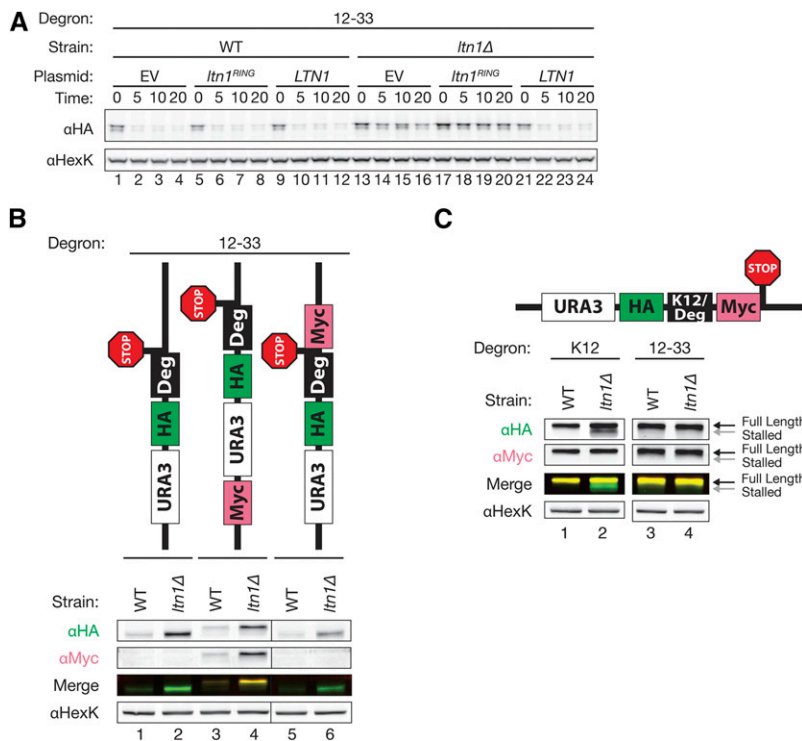 A
Degron: 12-33
Strain: WT ltn1Δ
Plasmid: EV ltn1RING LTN1 EV ltn1RING LTN1
Time: 0 5 10 20 0 5 10 20 0 5 10 20 0 5 10 20 0 5 10 20 0 5 10 20
αHA
αHexK
1 2 3 4 5 6 7 8 9 10 11 12 13 14 15 16 17 18 19 20 21 22 23 24
B
Degron: 12-33
STOP Deg HA URA3
STOP Deg HA URA3 Myc
Myc STOP Deg HA URA3
Strain: WT ltn1Δ WT ltn1Δ WT ltn1Δ
αHA
αMyc
Merge
αHexK
1 2 3 4 5 6
C
STOP
URA3 HA K12/ Myc
Deg
Degron: K12 12-33
Strain: WT ltn1Δ WT ltn1Δ
αHA Full Length
Stalled
αMyc Full Length
Stalled
Merge Full Length
Stalled
αHexK
1 2 3 4